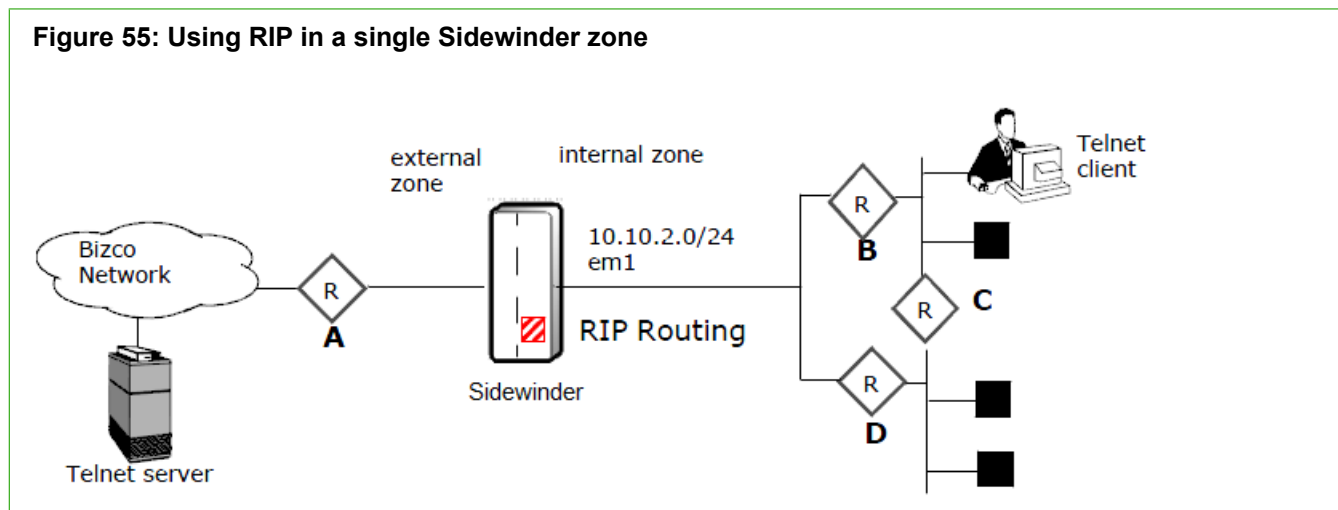 Figure 55: Using RIP in a single Sidewinder zone
external
zone
internal zone
Telnet
client
R
B
10.10.2.0/24
em1
Bizco
Network
R
A
R
C
RIP Routing
Sidewinder
R
D
Telnet server